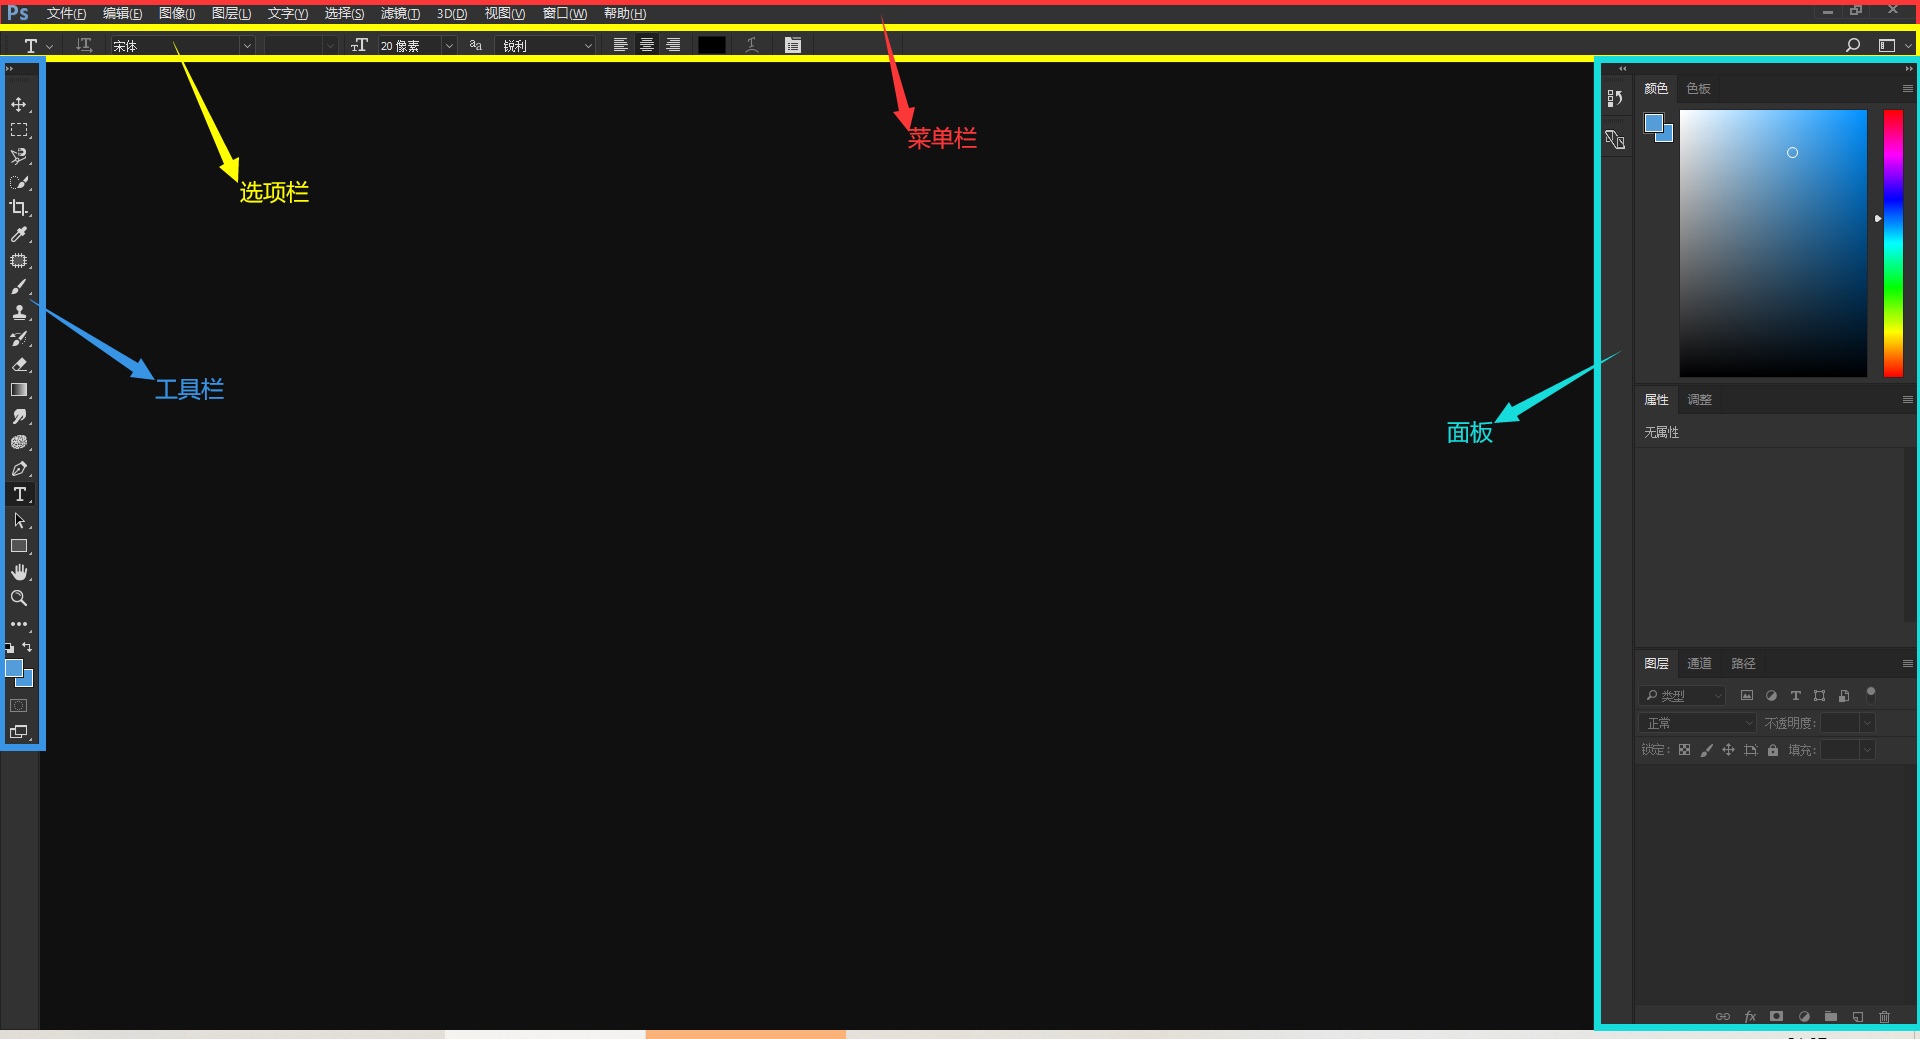 Ps 文件(F) 编辑(E) 图像(I) 图层(L) 文字(Y) 选择(S) 滤镜(T) 3D(D) 视图(V) 窗口(W) 帮助(H)
T 宋体 20 像素 aa 锐利
颜色 色板
菜单栏
选项栏
工具栏
属性 调整
面板
无属性
图层 通道 路径
类型
正常 不透明度:
锁定: 填充:
fx